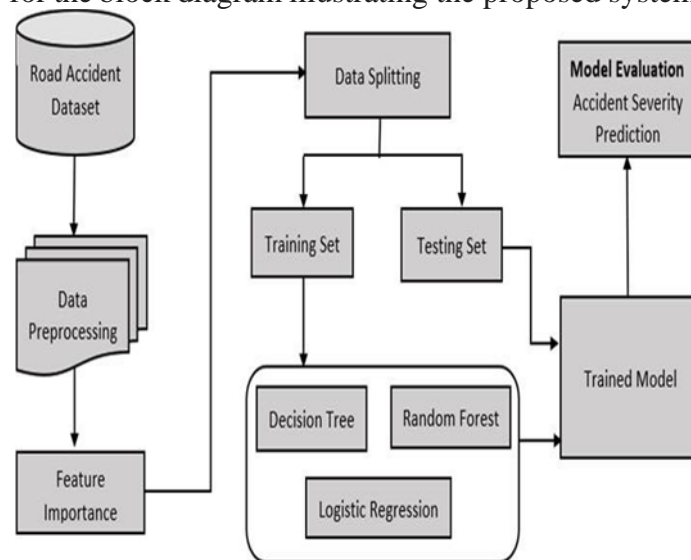 for the block diagram illustrating the proposed system
Road Accident
Dataset
Data
Preprocessing
Feature
Importance
Data Splitting
Training Set
Testing Set
Decision Tree
Random Forest
Logistic Regression
Trained Model
Model Evaluation
Accident Severity
Prediction